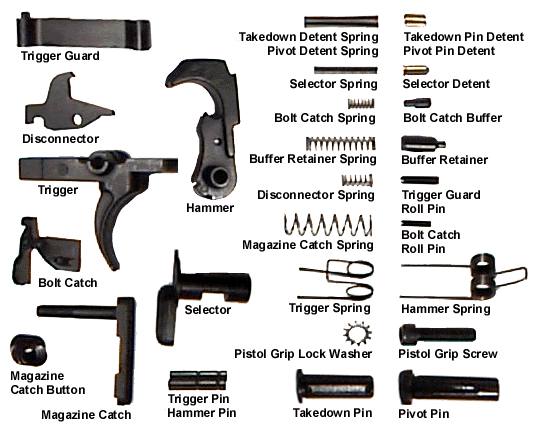 Trigger Guard
Takedown Detent Spring
Pivot Detent Spring
Takedown Pin Detent
Pivot Pin Detent
Selector Spring
Selector Detent
Disconnector
Bolt Catch Spring
Bolt Catch Buffer
Buffer Retainer Spring
Buffer Retainer
Trigger
Hammer
Disconnector Spring
Trigger Guard
Roll Pin
Magazine Catch Spring
Bolt Catch
Roll Pin
Bolt Catch
Selector
Trigger Spring
Hammer Spring
Pistol Grip Lock Washer
Pistol Grip Screw
Magazine
Catch Button
Magazine Catch
Trigger Pin
Hammer Pin
Takedown Pin
Pivot Pin